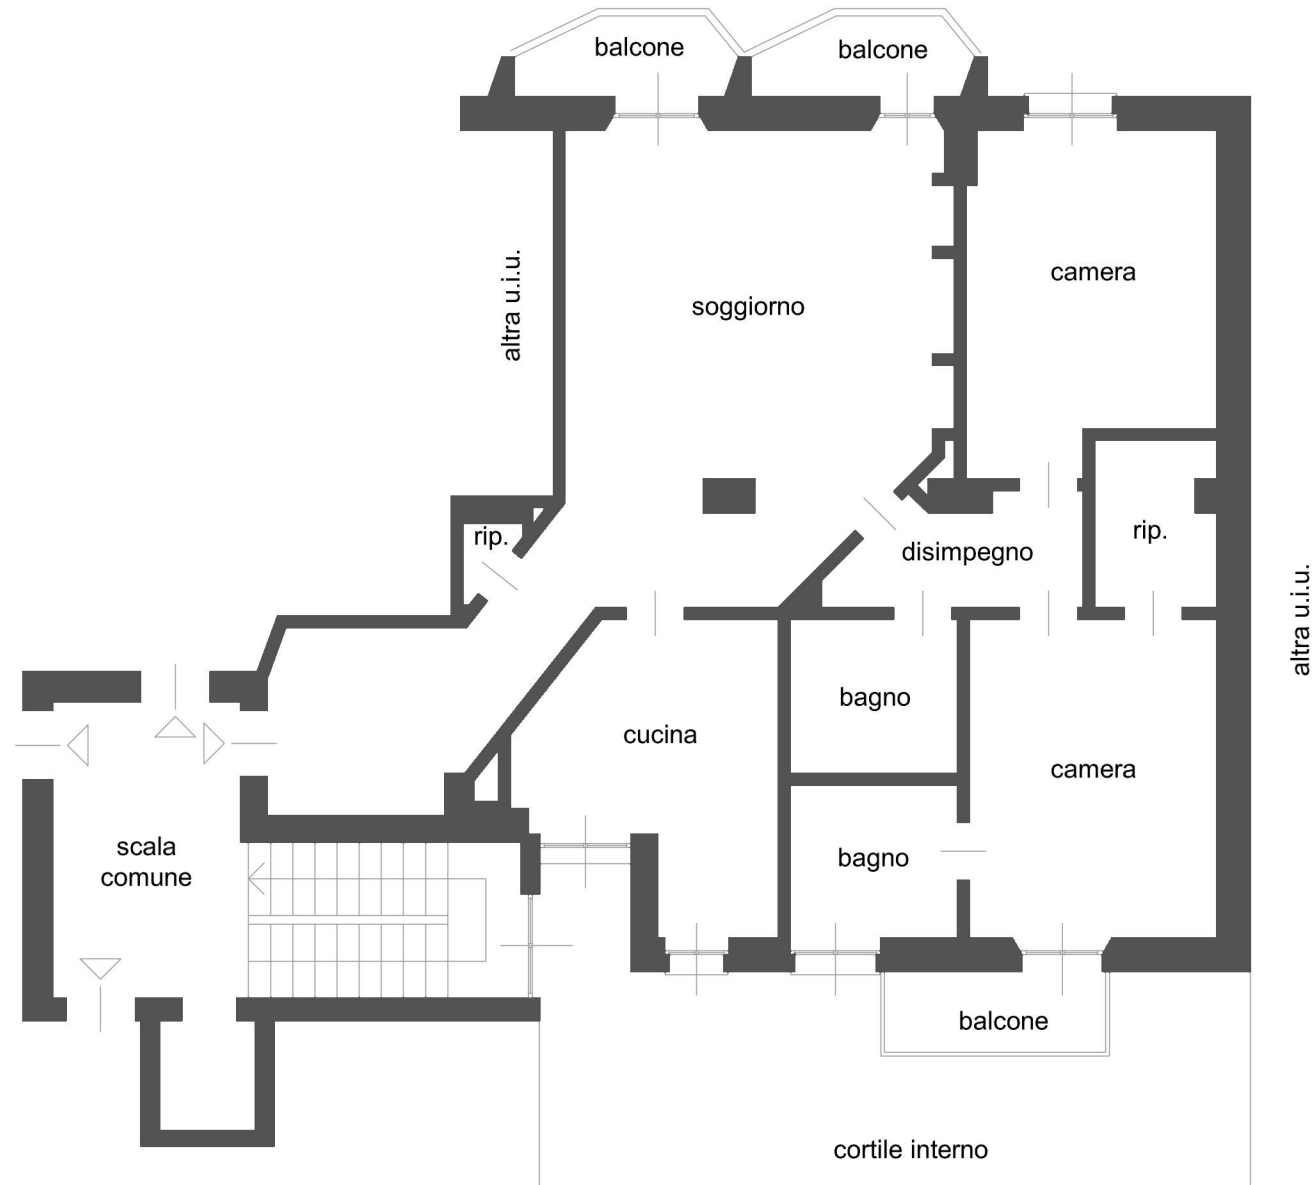 balcone
balcone
altra u.i.u.
soggiorno
camera
rip.
disimpegno
rip.
altra u.i.u.
bagno
cucina
camera
scala
comune
bagno
balcone
cortile interno